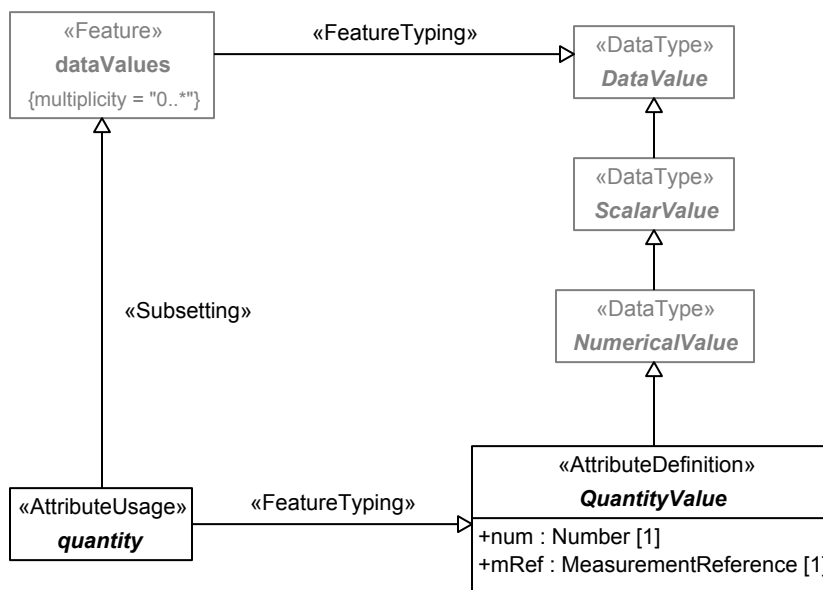 «Feature»
dataValues
{multiplicity = "0..*"}
«FeatureTyping»
«DataType»
DataValue
«DataType»
ScalarValue
«Subsetting»
«DataType»
NumericalValue
«AttributeUsage»
quantity
«FeatureTyping»
«AttributeDefinition»
QuantityValue
+num : Number [1]
+mRef : MeasurementReference [1]